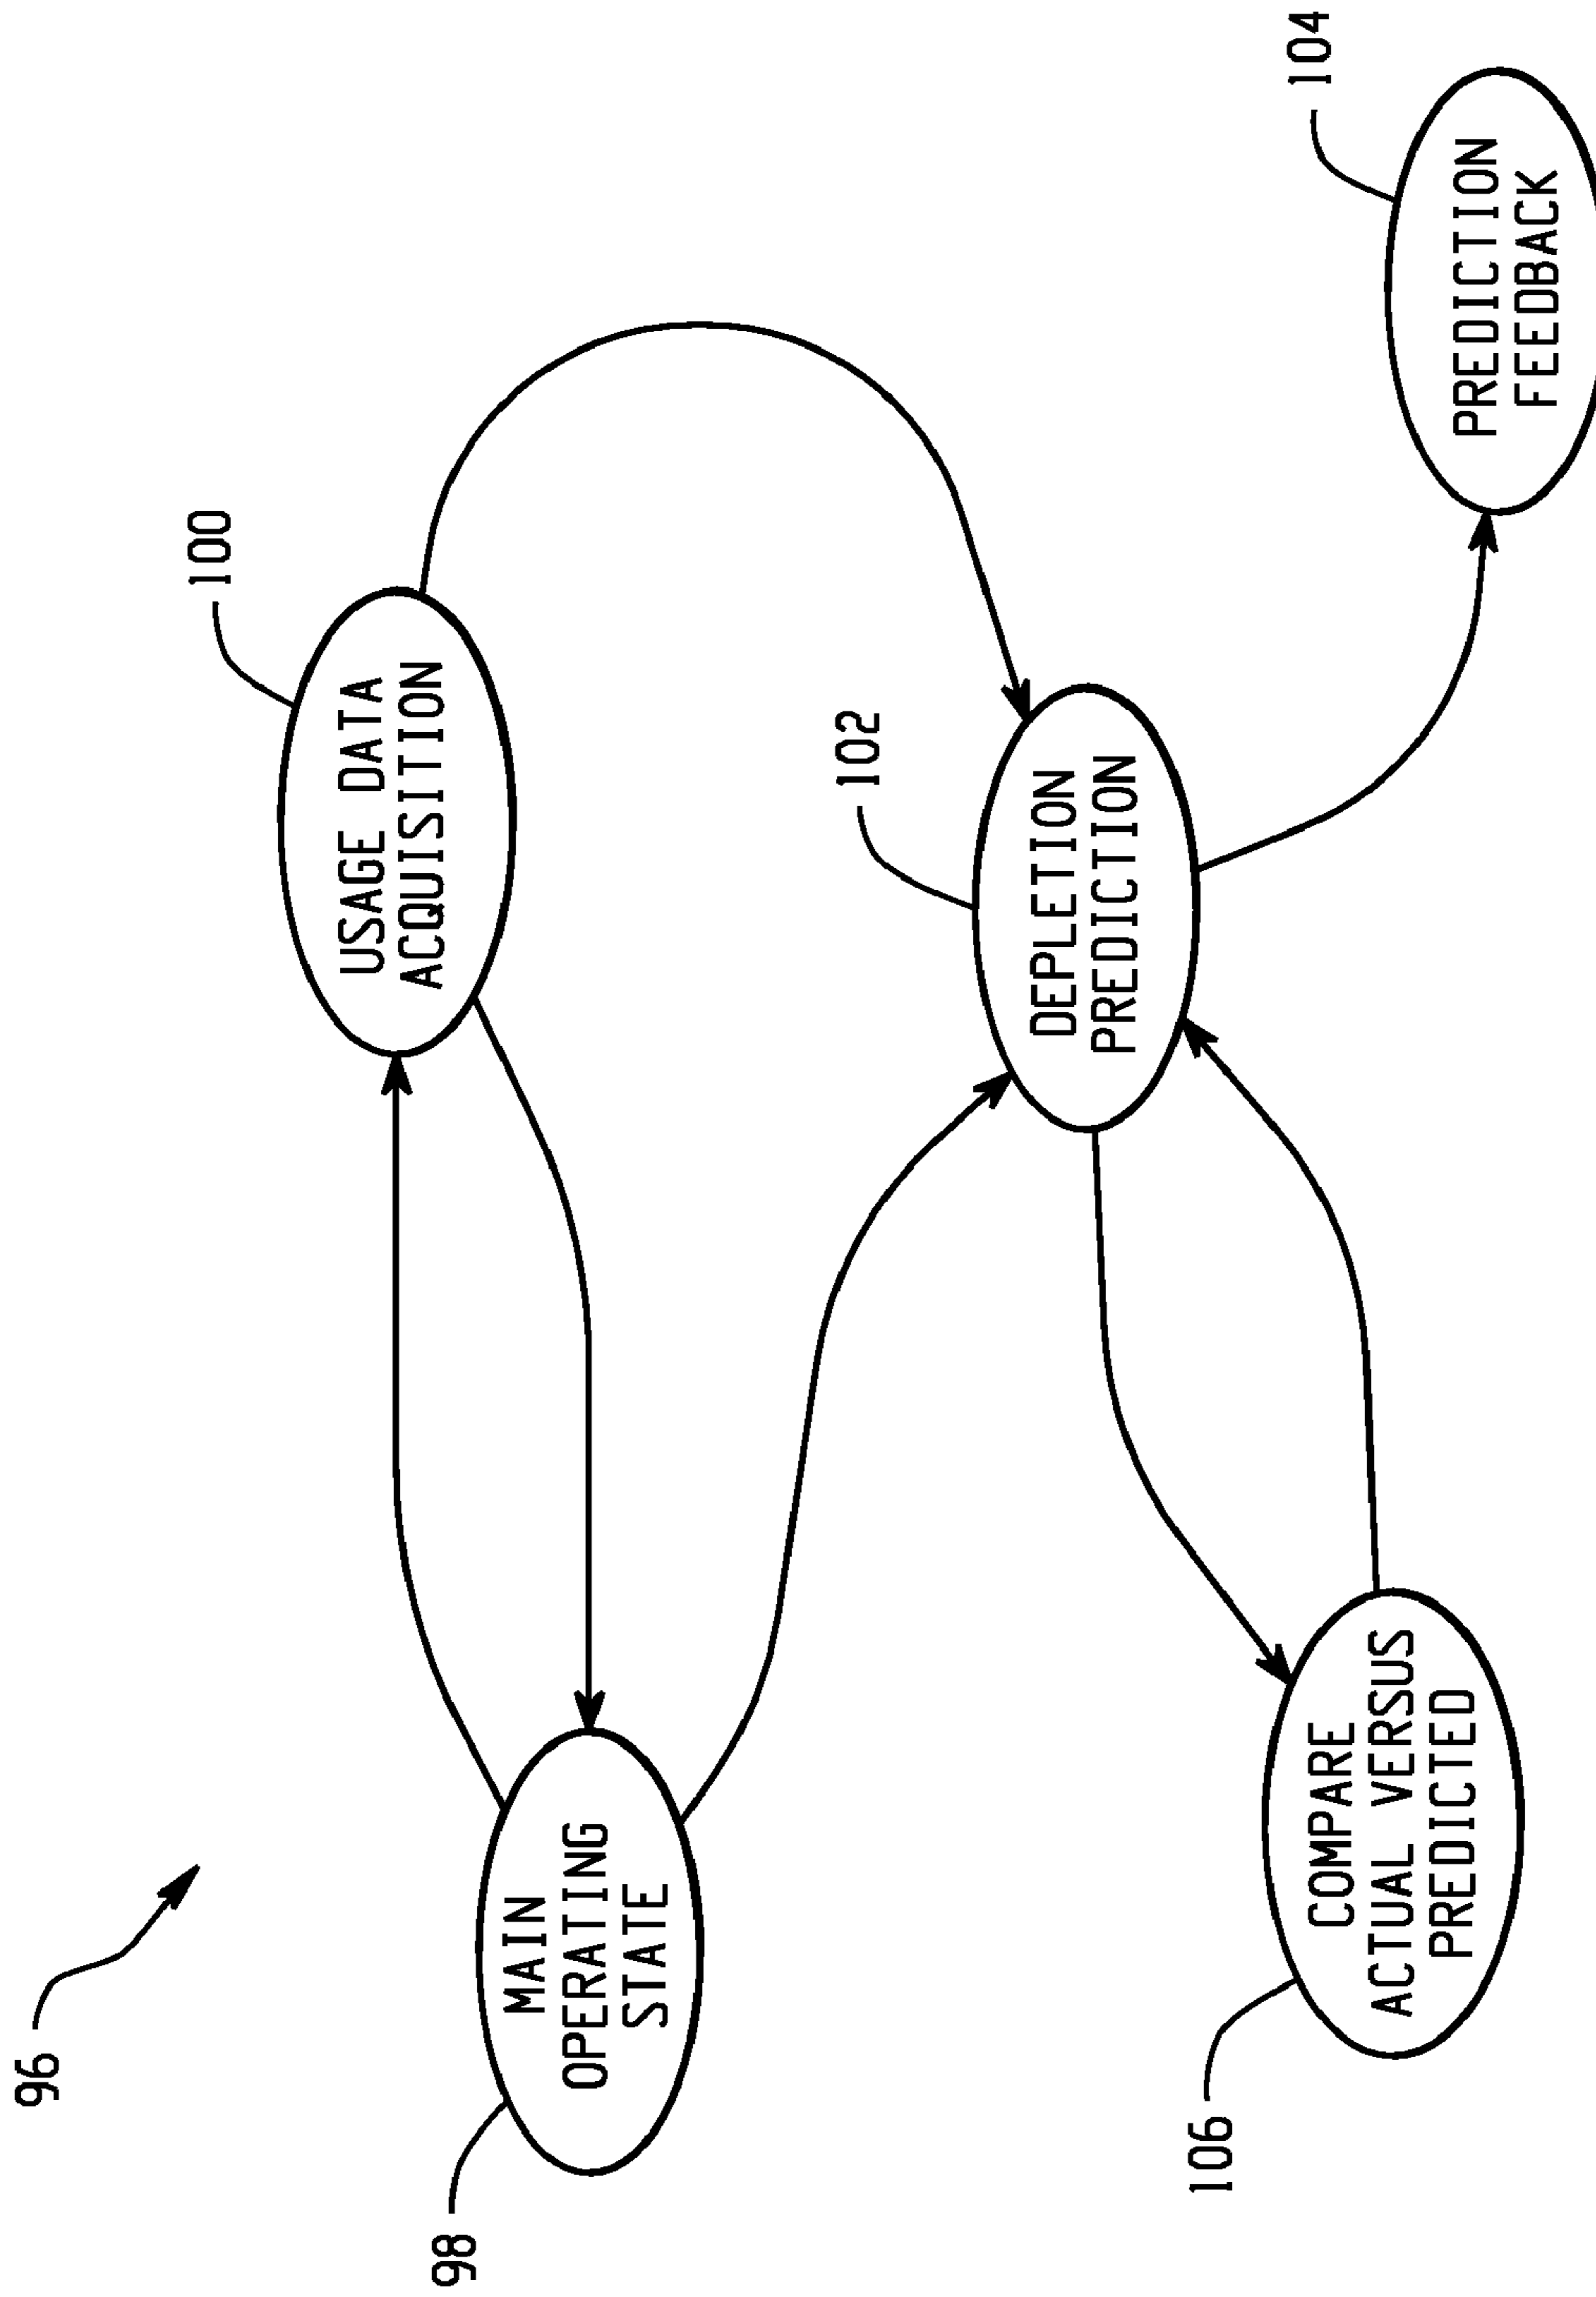 96
100
USAGE DATA
ACQUISITION
98
MAIN
OPERATING
STATE
102
DEPLETION
PREDICTION
104
PREDICTION
FEEDBACK
106
COMPARE
ACTUAL VERSUS
PREDICTED